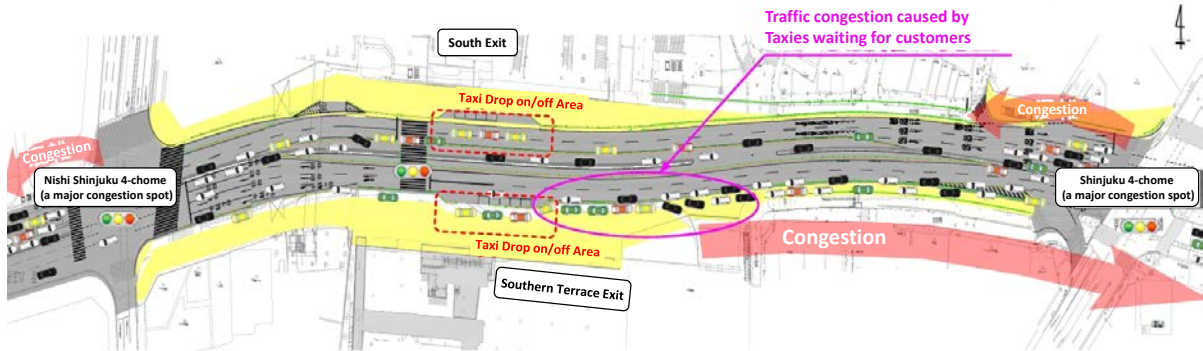 Traffic congestion caused by
Taxies waiting for customers
South Exit
Taxi Drop on/off Area
Congestion
Congestion
Nishi Shinjuku 4-chome
(a major congestion spot)
Shinjuku 4-chome
(a major congestion spot)
Taxi Drop on/off Area
Congestion
Southern Terrace Exit